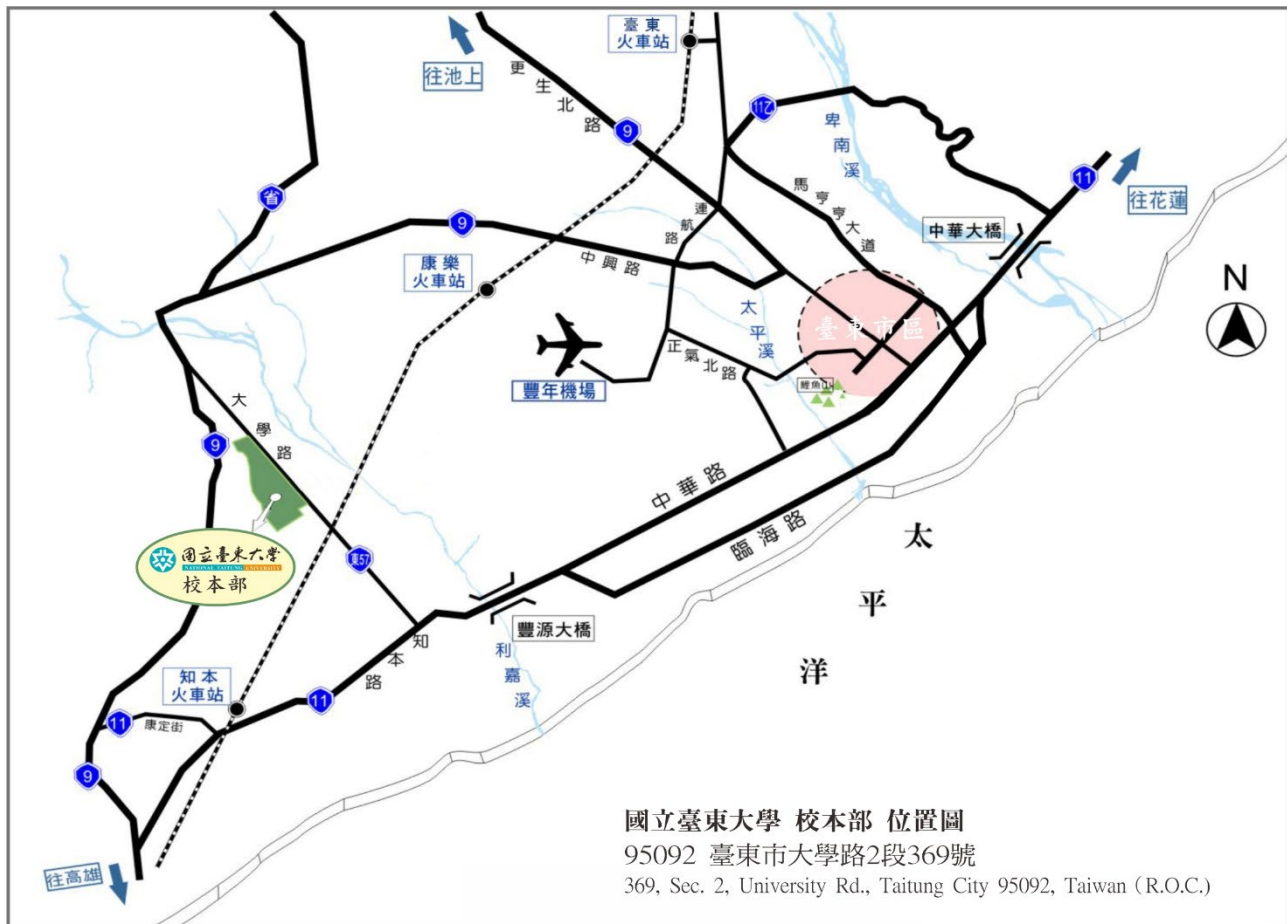 臺東
火車站
往池上
更生北路
9
11乙
卑南溪
11
往花蓮
省
9
馬亨亨大道
中華大橋
連航路
康樂
火車站
中興路
N
太平溪
臺東市區
豐年機場
正氣北路
鯉魚山
大學路
9
中華路
臨海路
太平洋
國立臺東大學
NATIONAL TAITUNG UNIVERSITY
校本部
東57
豐源大橋
知本路
利嘉溪
知本
火車站
11
11
康定街
9
往高雄
國立臺東大學 校本部 位置圖
95092 臺東市大學路2段369號
369, Sec. 2, University Rd., Taitung City 95092, Taiwan (R.O.C.)